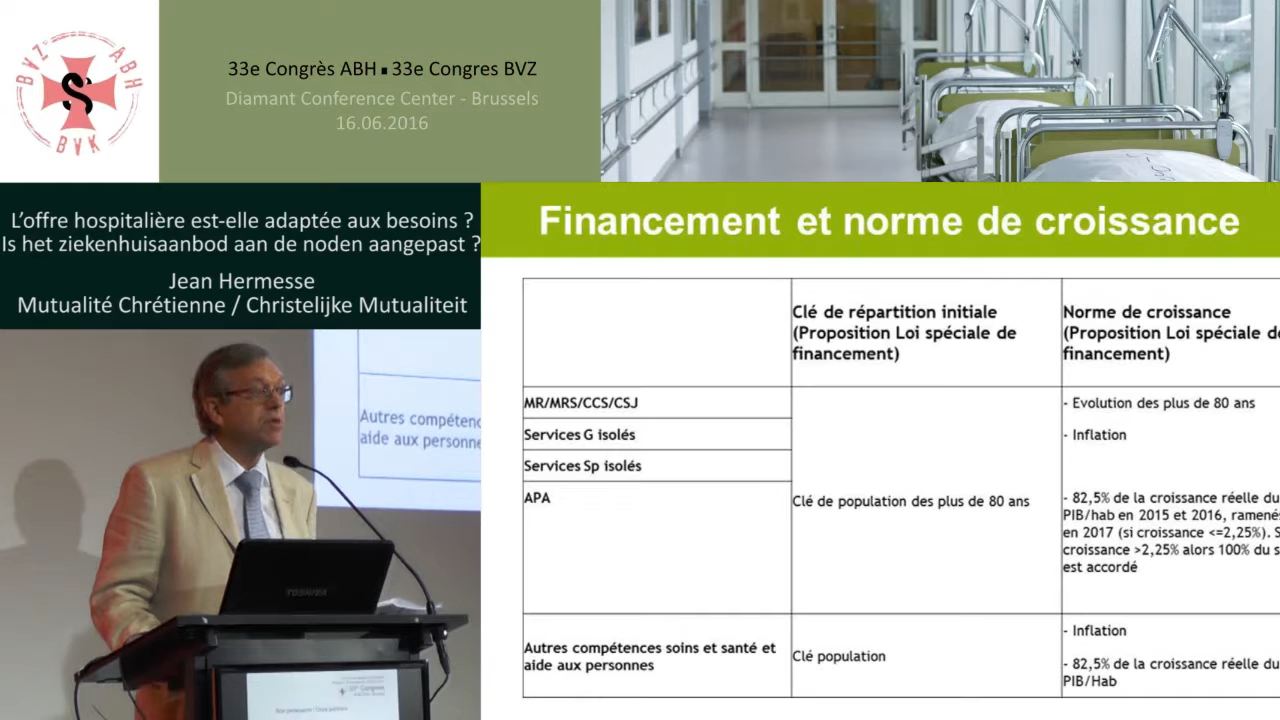 BVZ ABH
BVK
33e Congrès ABH ▪ 33e Congres BVZ
Diamant Conference Center - Brussels
16.06.2016
L'offre hospitalière est-elle adaptée aux besoins ?
Is het ziekenhuisaanbod aan de noden aangepast ?
Jean Hermesse
Mutualité Chrétienne / Christelijke Mutualiteit
Financement et norme de croissance
Clé de répartition initiale
(Proposition Loi spéciale de
financement)
Norme de croissance
(Proposition Loi spéciale de
financement)
MR/MRS/CCS/CSJ
Services G isolés
Services Sp isolés
APA
Clé de population des plus de 80 ans
- Evolution des plus de 80 ans
- Inflation
- 82,5% de la croissance réelle du
PIB/hab en 2015 et 2016, ramenés
en 2017 (si croissance <=2,25%). S
croissance >2,25% alors 100% du s
est accordé
Autres compétences soins et santé et
aide aux personnes
Clé population
- Inflation
- 82,5% de la croissance réelle du
PIB/Hab
Autres compétenc
aide aux personne
TOSHIBA